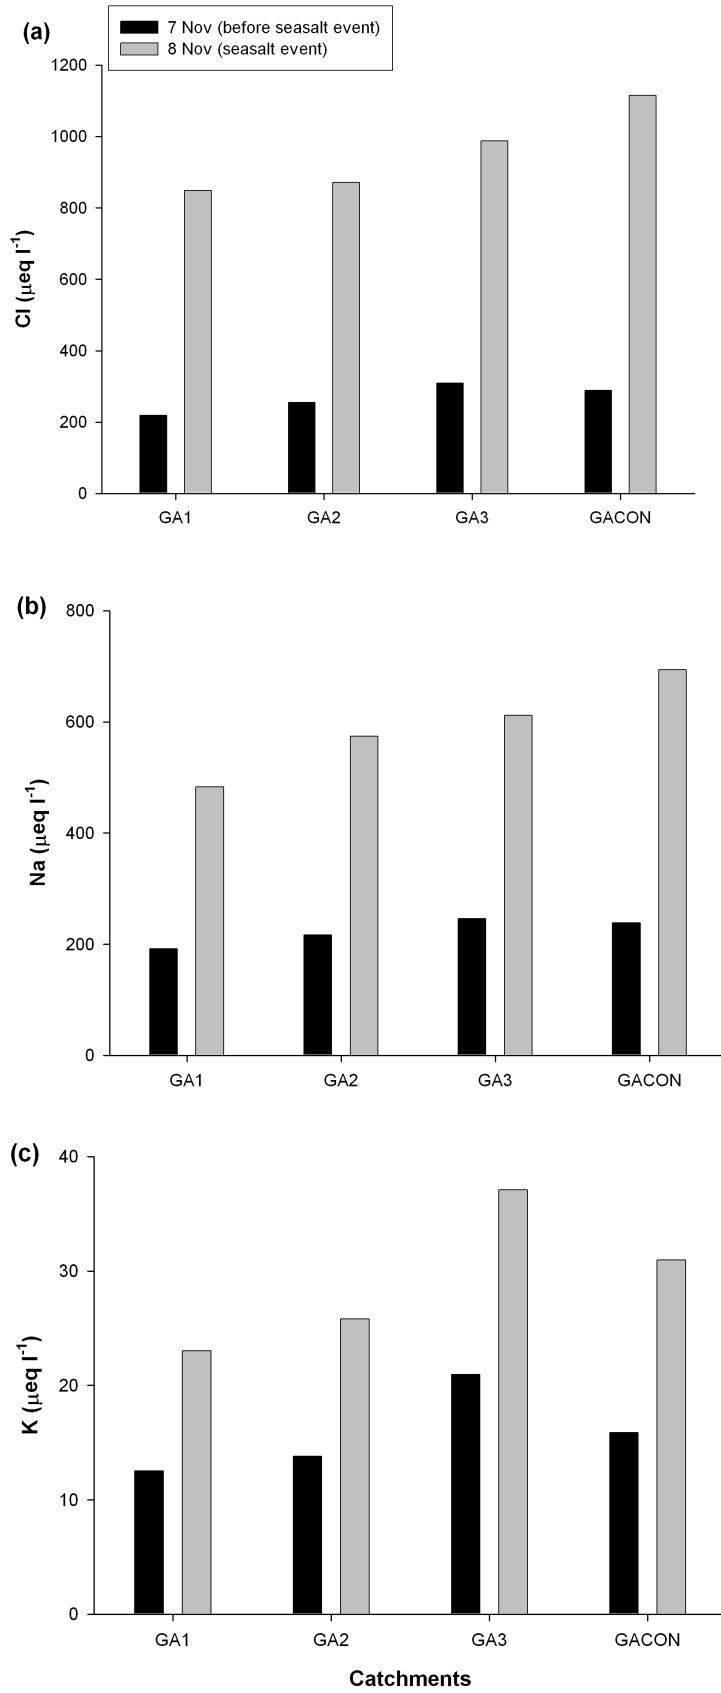 (a)
7 Nov (before seasalt event)
8 Nov (seasalt event)
1200
1000
800
600
400
200
0
Cl (μeq l⁻¹)
GA1 GA2 GA3 GACON
(b)
800
600
400
200
0
Na (μeq l⁻¹)
GA1 GA2 GA3 GACON
(c)
40
30
20
10
0
K (μeq l⁻¹)
GA1 GA2 GA3 GACON
Catchments